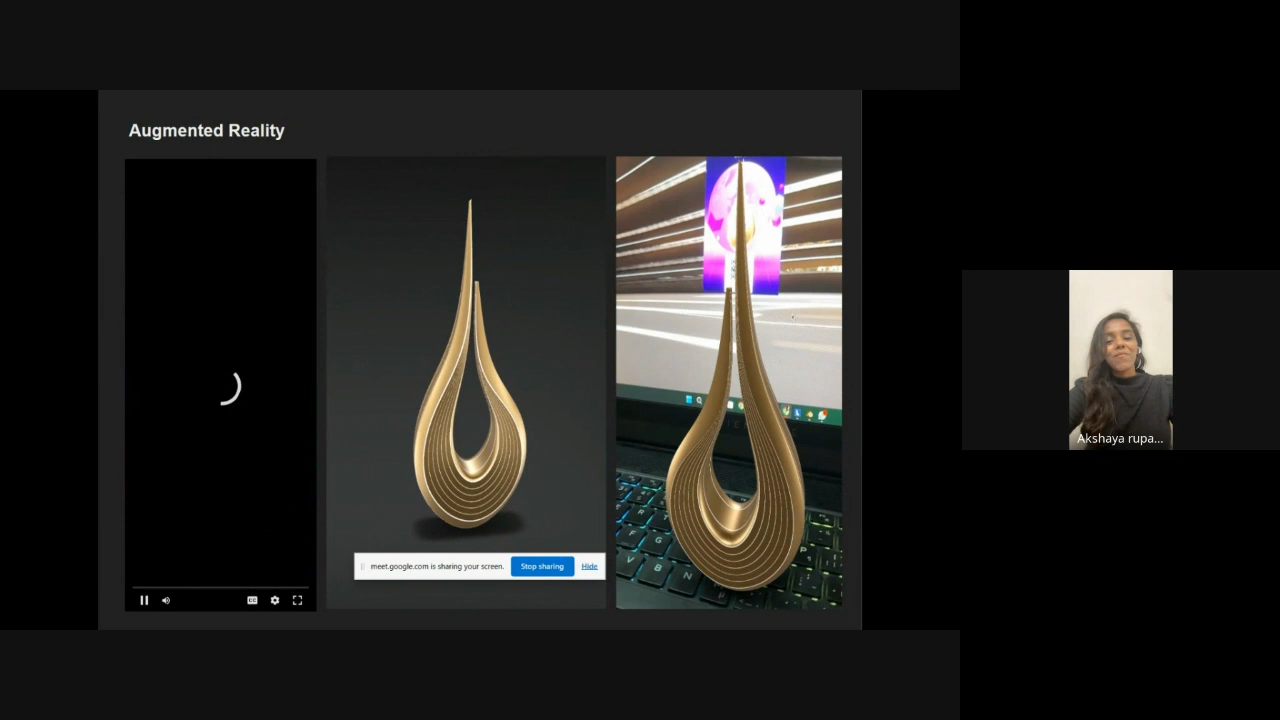 Augmented Reality
meet.google.com is sharing your screen. Stop sharing Hide
Akshaya rupa...